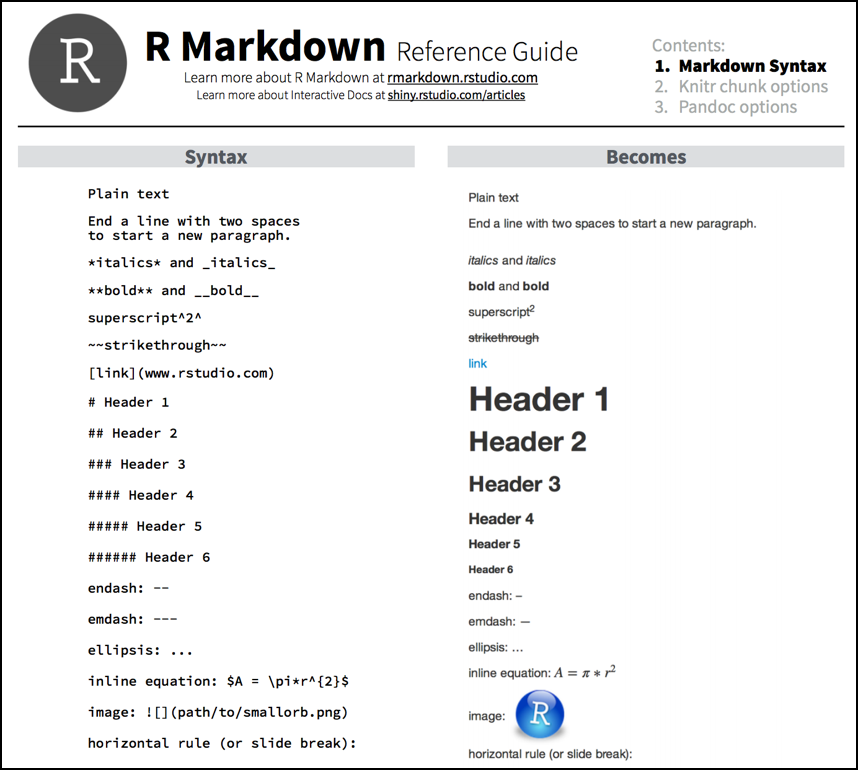 R
R Markdown Reference Guide
Learn more about R Markdown at rmarkdown.rstudio.com
Learn more about Interactive Docs at shiny.rstudio.com/articles
Contents:
1. Markdown Syntax
2. Knitr chunk options
3. Pandoc options
Syntax
Plain text
End a line with two spaces
to start a new paragraph.
*italics* and _italics_
**bold** and __bold__
superscript^2^
~~strikethrough~~
[link](www.rstudio.com)
# Header 1
## Header 2
### Header 3
#### Header 4
##### Header 5
###### Header 6
endash: --
emdash: ---
ellipsis: ...
inline equation: $A = \pi*r^{2}$
image: ![](path/to/smallorb.png)
horizontal rule (or slide break):
Becomes
Plain text
End a line with two spaces to start a new paragraph.
italics and italics
bold and bold
superscript²
strikethrough
link
Header 1
Header 2
Header 3
Header 4
Header 5
Header 6
endash: –
emdash: —
ellipsis: …
inline equation: A = π ∗ r²
image: R
horizontal rule (or slide break):